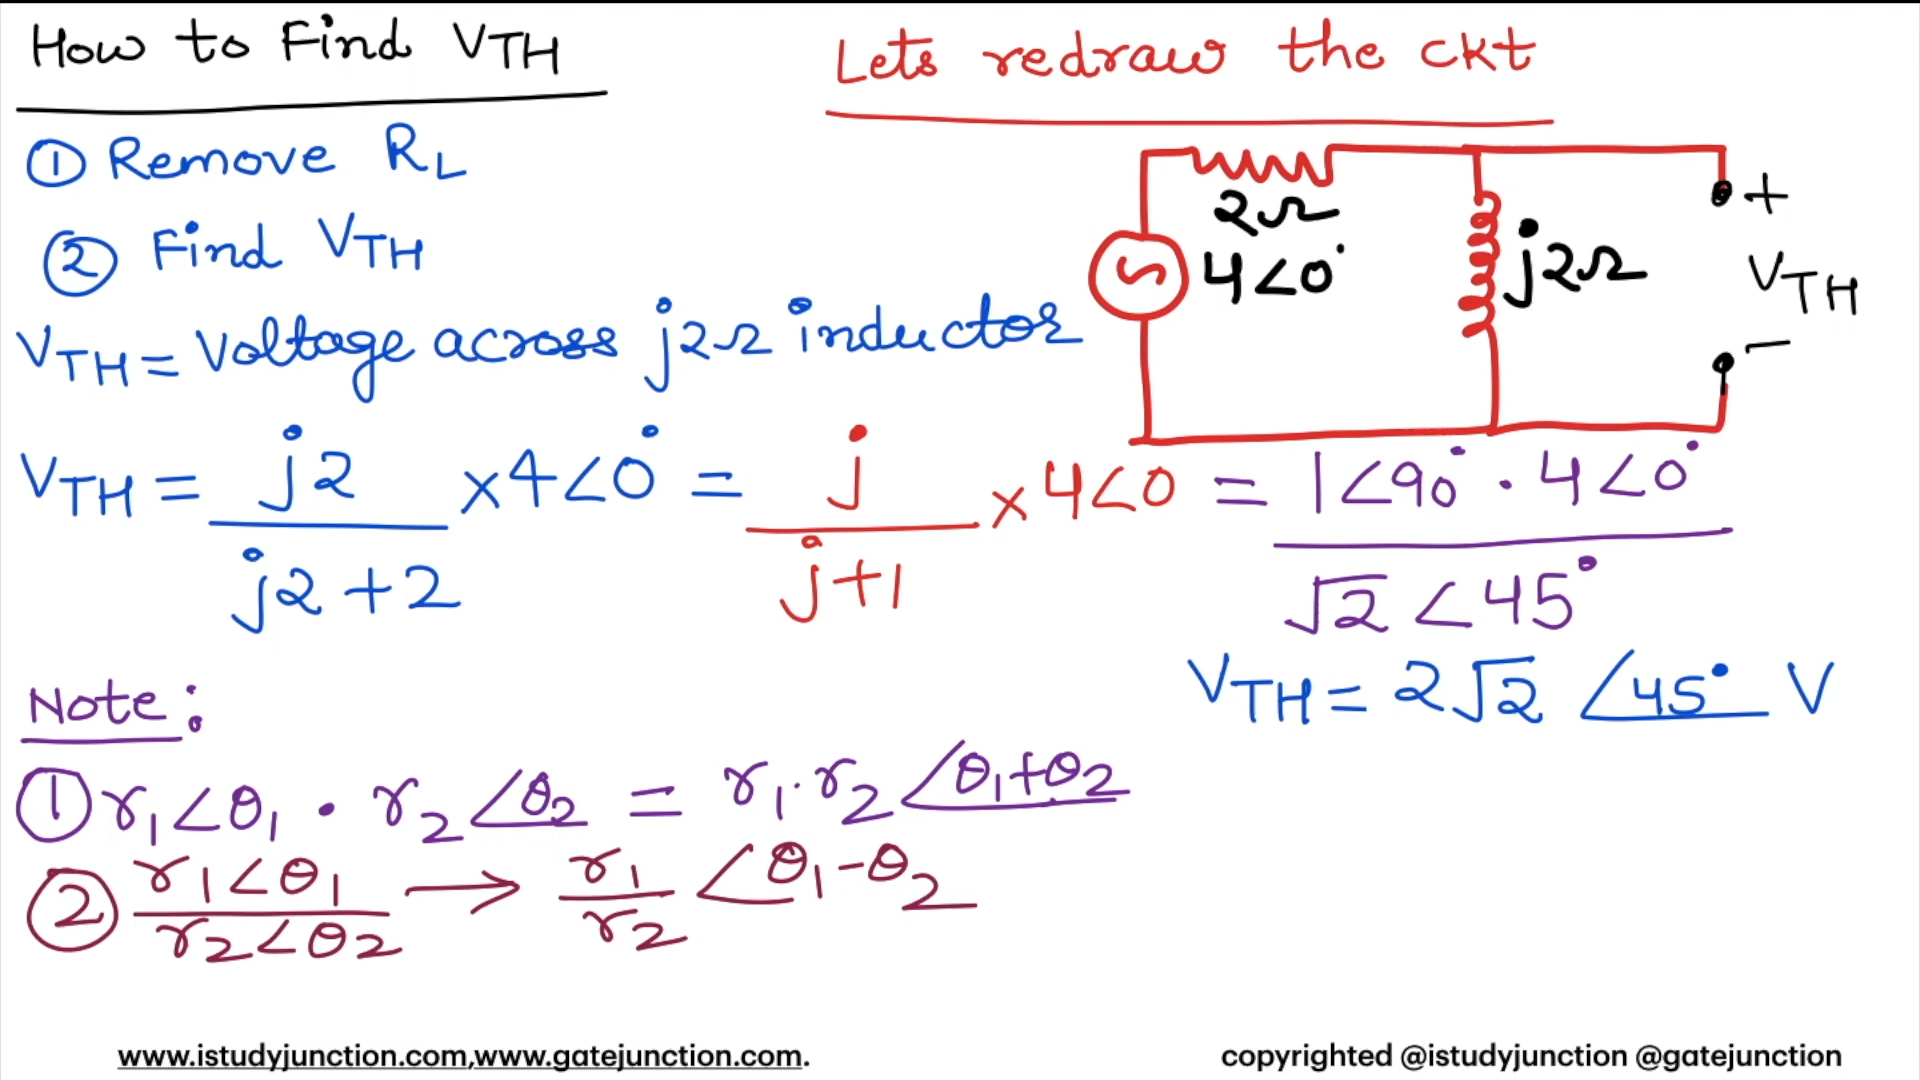 How to Find VTH
① Remove RL
② Find VTH
VTH = Voltage across j2Ω inductor
Lets redraw the ckt
2Ω
4∠0°
j2Ω
+
VTH
−
VTH = j2 / (j2+2) ×4∠0° = j / (j+1) × 4∠0 = 1∠90° · 4∠0° / √2 ∠45°
VTH = 2√2 ∠45° V
Note:
① r1∠θ1 · r2∠θ2 = r1·r2 ∠θ1+θ2
② r1∠θ1 / r2∠θ2 → r1/r2 ∠θ1-θ2
www.istudyjunction.com,www.gatejunction.com.
copyrighted @istudyjunction @gatejunction